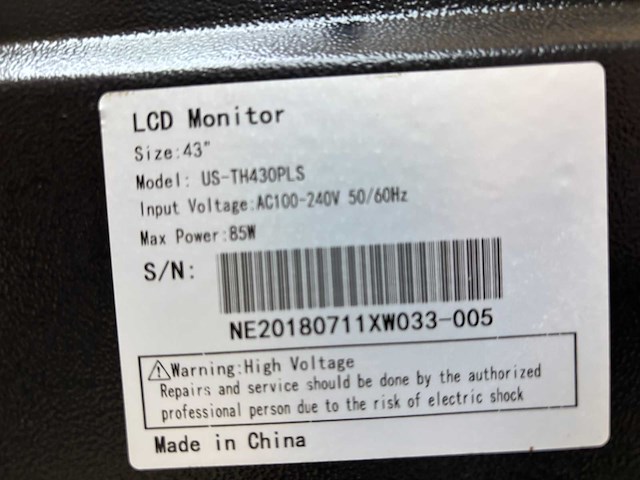 LCD Monitor
Size:43"
Model: US-TH430PLS
Input Voltage:AC100-240V 50/60Hz
Max Power:85W
S/N:
NE20180711XW033-005
⚠Warning:High Voltage
Repairs and service should be done by the authorized
professional person due to the risk of electric shock
Made in China